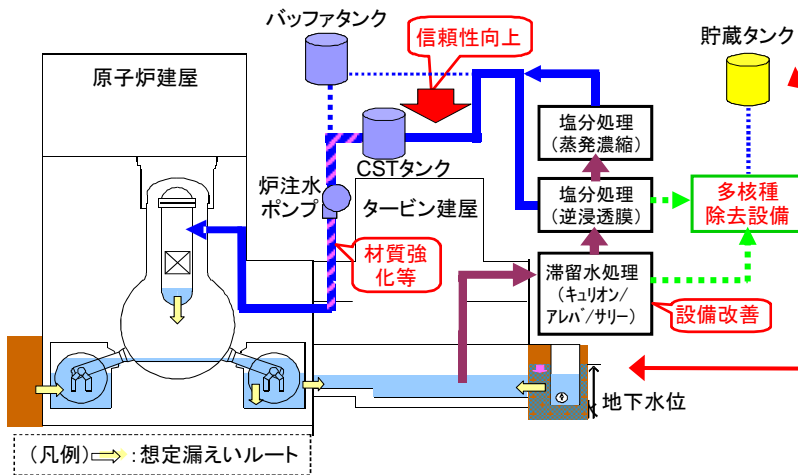 バッファタンク
信頼性向上
貯蔵タンク
原子炉建屋
塩分処理
(蒸発濃縮)
CSTタンク
炉注水
ポンプ
タービン建屋
塩分処理
(逆浸透膜)
多核種
除去設備
材質強
化等
滞留水処理
(キュリオン/
アレバ/サリー)
設備改善
地下水位
(凡例) :想定漏えいルート